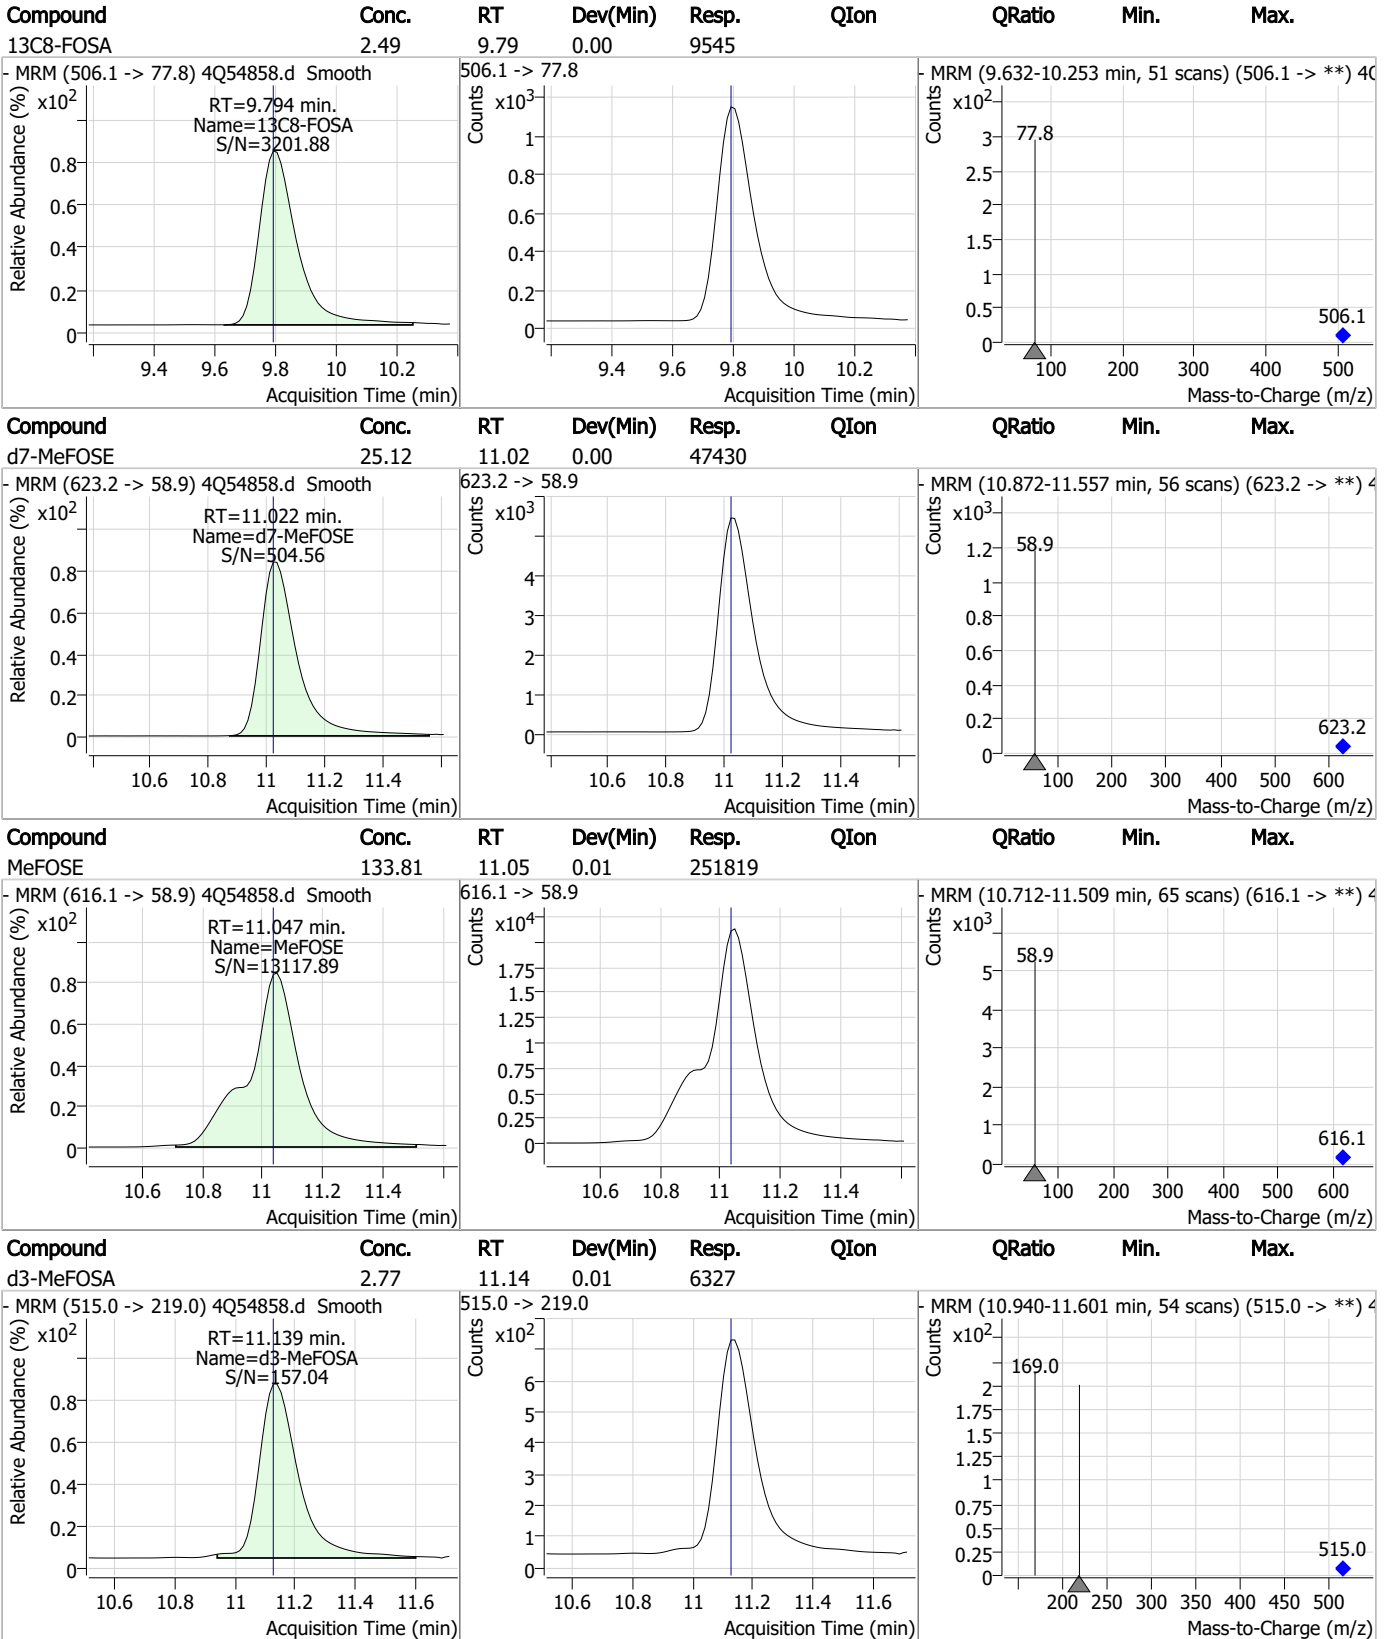 Compound Conc. RT Dev(Min) Resp. QIon QRatio Min. Max.
13C8-FOSA 2.49 9.79 0.00 9545
- MRM (506.1 -> 77.8) 4Q54858.d Smooth
Relative Abundance (%)
x10²
RT=9.794 min.
Name=13C8-FOSA
S/N=3201.88
0.8
0.6
0.4
0.2
0
9.4 9.6 9.8 10 10.2
Acquisition Time (min)
506.1 -> 77.8
Counts
x10³
1
0.8
0.6
0.4
0.2
0
9.4 9.6 9.8 10 10.2
Acquisition Time (min)
- MRM (9.632-10.253 min, 51 scans) (506.1 -> **) 4Q
Counts
x10²
77.8
3
2.5
2
1.5
1
0.5
0
506.1
100 200 300 400 500
Mass-to-Charge (m/z)
Compound Conc. RT Dev(Min) Resp. QIon QRatio Min. Max.
d7-MeFOSE 25.12 11.02 0.00 47430
- MRM (623.2 -> 58.9) 4Q54858.d Smooth
Relative Abundance (%)
x10²
RT=11.022 min.
Name=d7-MeFOSE
S/N=504.56
0.8
0.6
0.4
0.2
0
10.6 10.8 11 11.2 11.4
Acquisition Time (min)
623.2 -> 58.9
Counts
x10³
4
3
2
1
0
10.6 10.8 11 11.2 11.4
Acquisition Time (min)
- MRM (10.872-11.557 min, 56 scans) (623.2 -> **) 4
Counts
x10³
58.9
1.2
1
0.8
0.6
0.4
0.2
0
623.2
100 200 300 400 500 600
Mass-to-Charge (m/z)
Compound Conc. RT Dev(Min) Resp. QIon QRatio Min. Max.
MeFOSE 133.81 11.05 0.01 251819
- MRM (616.1 -> 58.9) 4Q54858.d Smooth
Relative Abundance (%)
x10²
RT=11.047 min.
Name=MeFOSE
S/N=13117.89
0.8
0.6
0.4
0.2
0
10.6 10.8 11 11.2 11.4
Acquisition Time (min)
616.1 -> 58.9
Counts
x10⁴
1.75
1.5
1.25
1
0.75
0.5
0.25
0
10.6 10.8 11 11.2 11.4
Acquisition Time (min)
- MRM (10.712-11.509 min, 65 scans) (616.1 -> **) 4
Counts
x10³
58.9
5
4
3
2
1
0
616.1
100 200 300 400 500 600
Mass-to-Charge (m/z)
Compound Conc. RT Dev(Min) Resp. QIon QRatio Min. Max.
d3-MeFOSA 2.77 11.14 0.01 6327
- MRM (515.0 -> 219.0) 4Q54858.d Smooth
Relative Abundance (%)
x10²
RT=11.139 min.
Name=d3-MeFOSA
S/N=157.04
0.8
0.6
0.4
0.2
0
10.6 10.8 11 11.2 11.4 11.6
Acquisition Time (min)
515.0 -> 219.0
Counts
x10²
6
5
4
3
2
1
0
10.6 10.8 11 11.2 11.4 11.6
Acquisition Time (min)
- MRM (10.940-11.601 min, 54 scans) (515.0 -> **) 4
Counts
x10²
169.0
2
1.75
1.5
1.25
1
0.75
0.5
0.25
0
515.0
200 250 300 350 400 450 500
Mass-to-Charge (m/z)